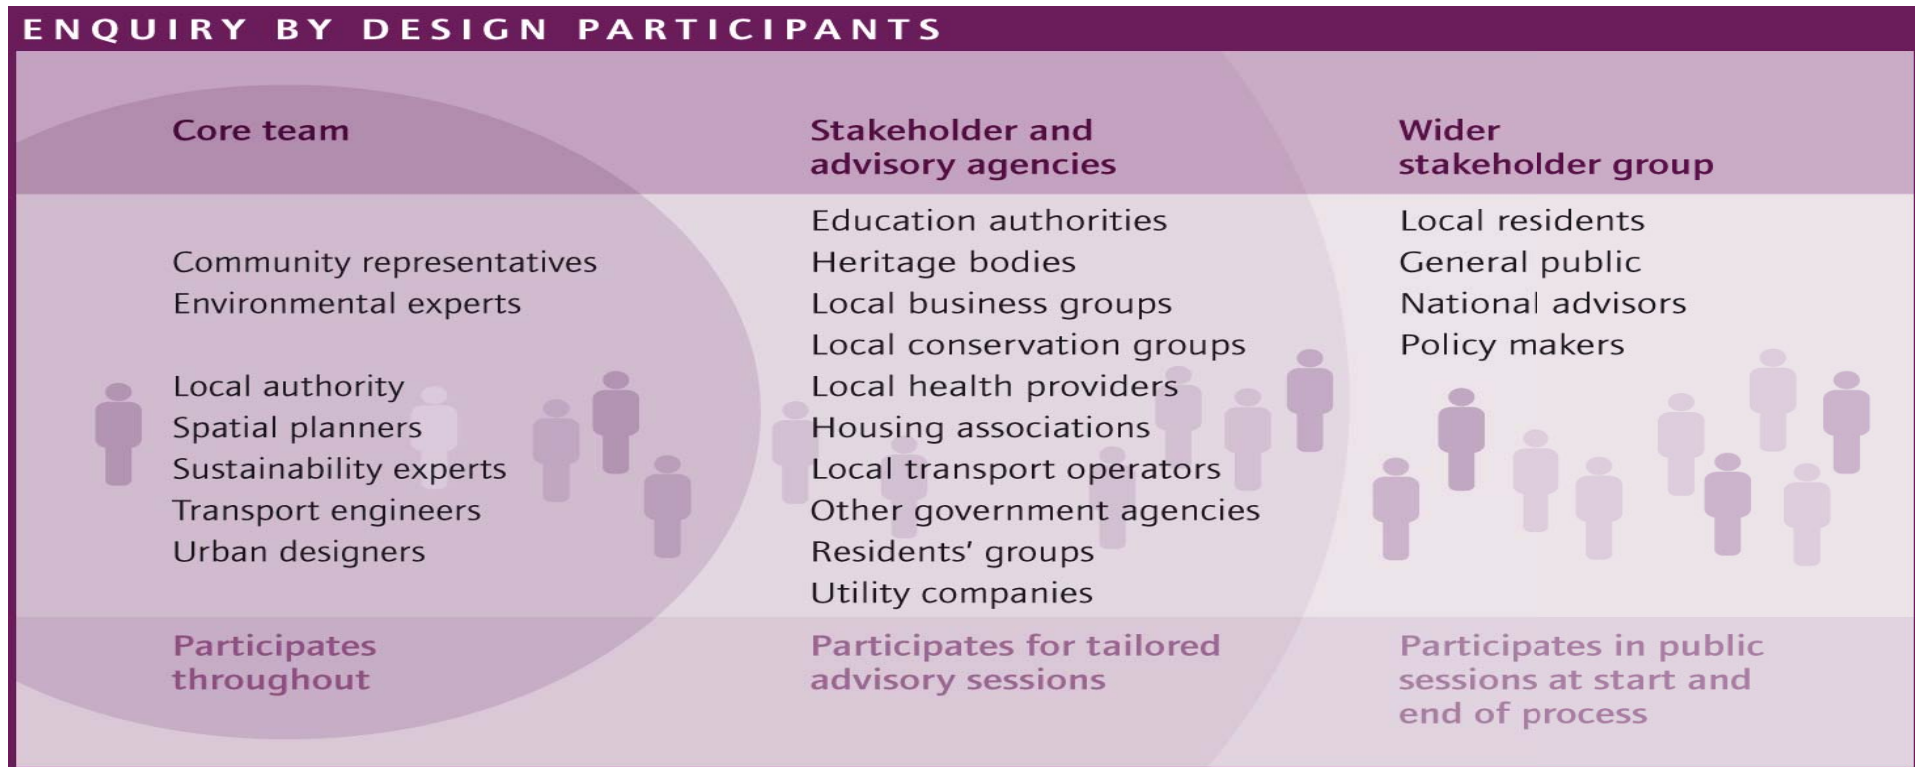 ENQUIRY BY DESIGN PARTICIPANTS
Core team
Community representatives
Environmental experts
Local authority
Spatial planners
Sustainability experts
Transport engineers
Urban designers
Participates
throughout
Stakeholder and
advisory agencies
Education authorities
Heritage bodies
Local business groups
Local conservation groups
Local health providers
Housing associations
Local transport operators
Other government agencies
Residents’ groups
Utility companies
Participates for tailored
advisory sessions
Wider
stakeholder group
Local residents
General public
National advisors
Policy makers
Participates in public
sessions at start and
end of process